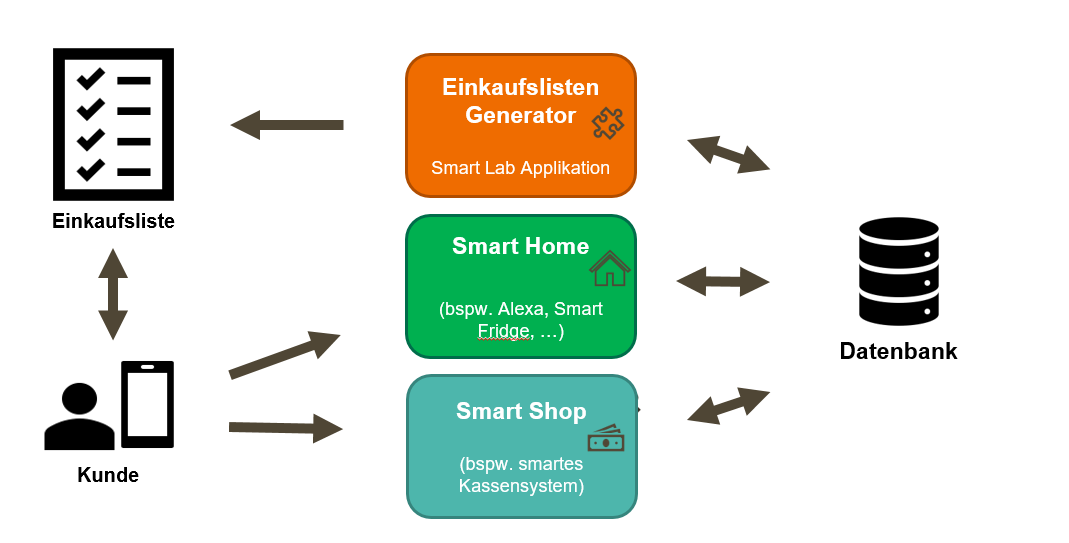 Einkaufslisten
Generator
Smart Lab Applikation
Einkaufsliste
Smart Home
(bspw. Alexa, Smart
Fridge, …)
Datenbank
Smart Shop
(bspw. smartes
Kassensystem)
Kunde